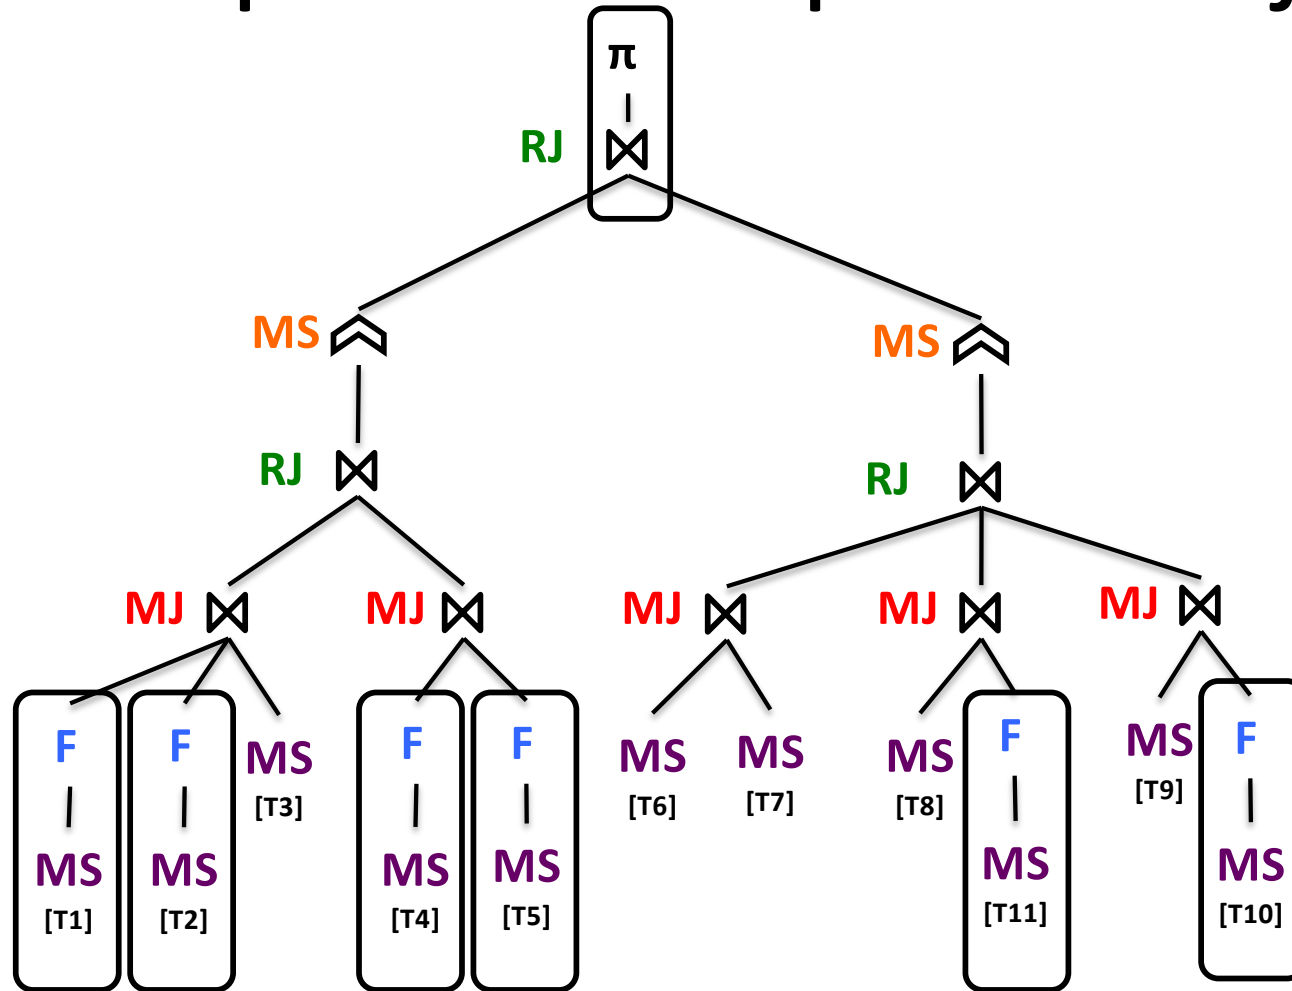 π
RJ
MS MS
RJ RJ
MJ MJ MJ MJ MJ
F F MS F F MS MS MS F MS F
[T3] [T6] [T7] [T8] [T9]
MS MS MS MS MS MS
[T1] [T2] [T4] [T5] [T11] [T10]